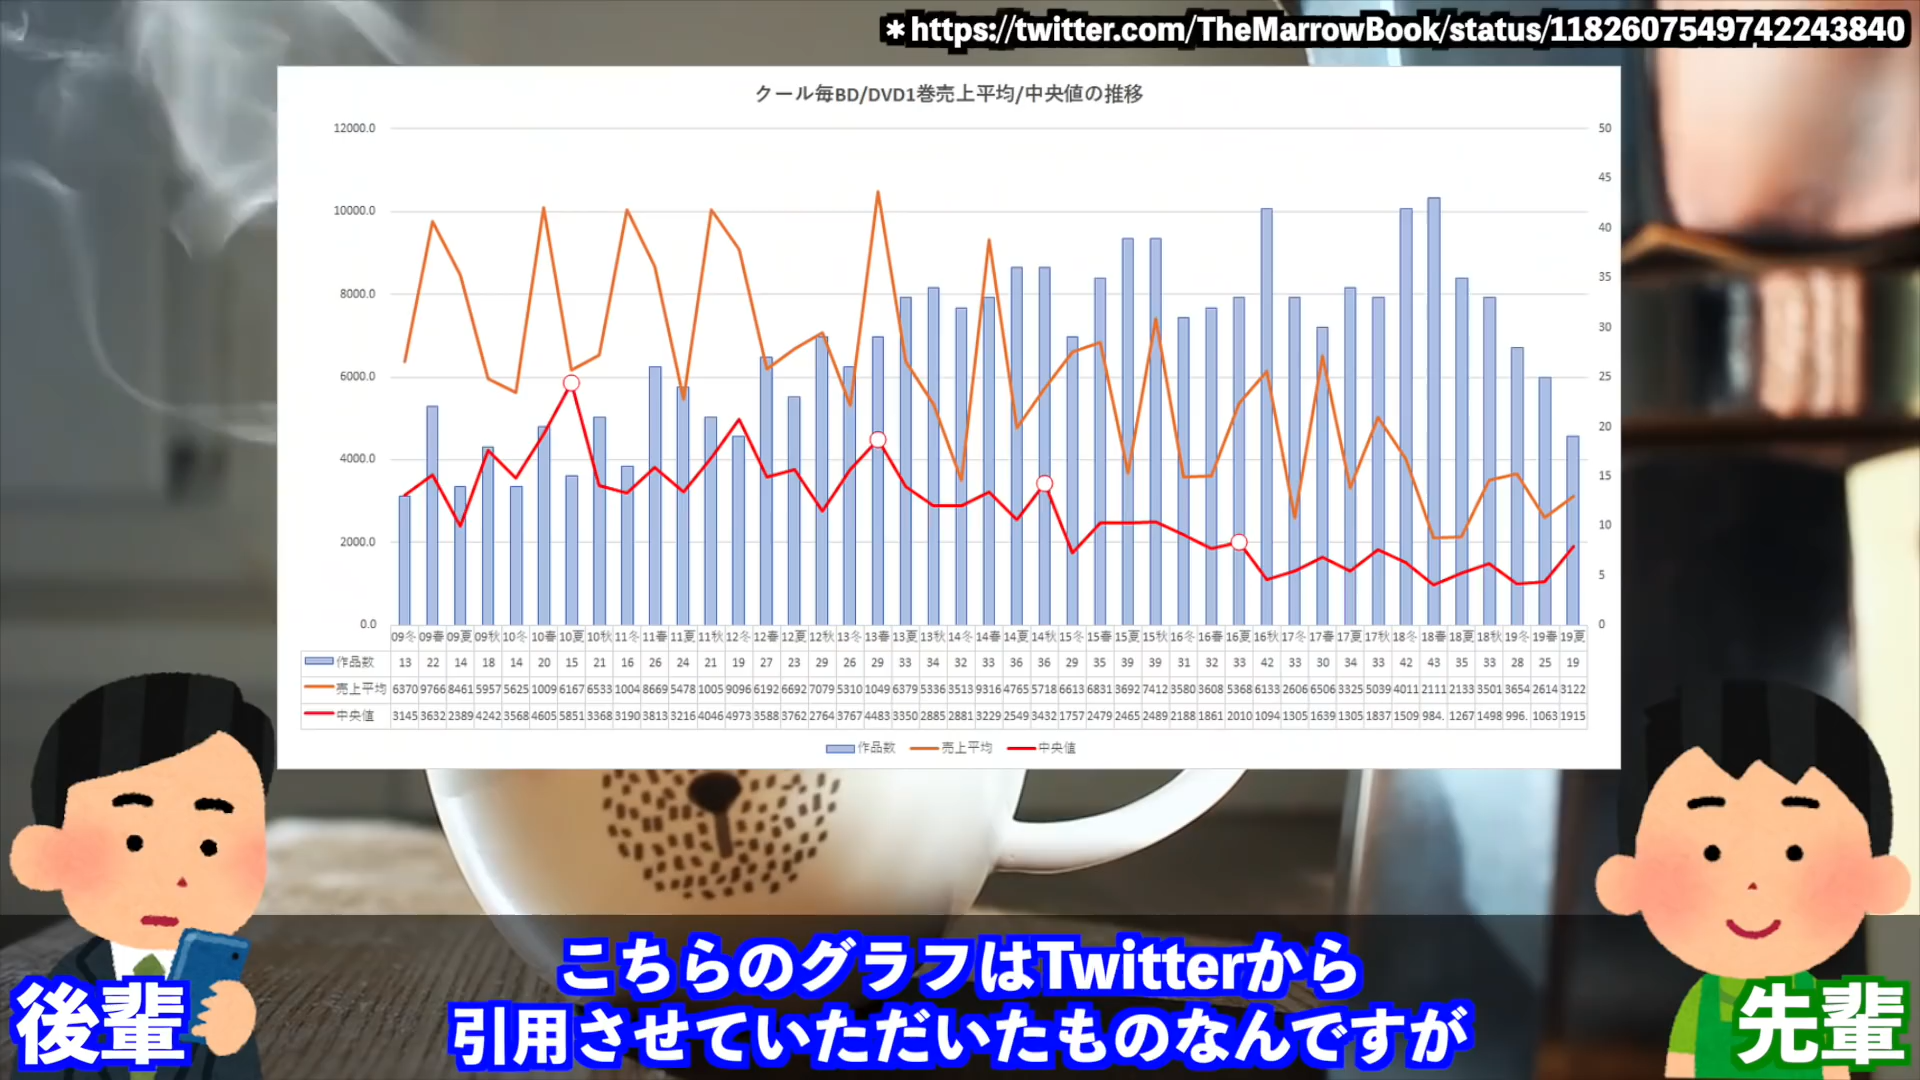 ＊https://twitter.com/TheMarrowBook/status/1182607549742243840
クール毎BD/DVD1巻売上平均/中央値の推移
12000.0
10000.0
8000.0
6000.0
4000.0
2000.0
0.0
50
45
40
35
30
25
20
15
10
5
0
09冬 09春 09夏 09秋 10冬 10春 10夏 10秋 11冬 11春 11夏 11秋 12冬 12春 12夏 12秋 13冬 13春 13夏 13秋 14冬 14春 14夏 14秋 15冬 15春 15夏 15秋 16冬 16春 16夏 16秋 17冬 17春 17夏 17秋 18冬 18春 18夏 18秋 19冬 19春 19夏
作品数 13 22 14 18 14 20 15 21 16 26 24 21 19 27 23 29 26 29 33 34 32 33 36 36 29 35 39 39 31 32 33 42 33 30 34 33 42 43 35 33 28 25 19
売上平均 6370 9766 8461 5957 5625 1009 6167 6533 1004 8669 5478 1005 9096 6192 6692 7079 5310 1049 6379 5336 3513 9316 4765 5718 6613 6831 3692 7412 3580 3608 5368 6133 2606 6506 3325 5039 4011 2111 2133 3501 3654 2614 3122
中央値 3145 3632 2389 4242 3568 4605 5851 3368 3190 3813 3216 4046 4973 3588 3762 2764 3767 4483 3350 2885 2881 3229 2549 3432 1757 2479 2465 2489 2188 1861 2010 1094 1305 1639 1305 1837 1509 984. 1267 1498 996. 1063 1915
作品数 売上平均 中央値
こちらのグラフはTwitterから
引用させていただいたものなんですが
後輩
先輩